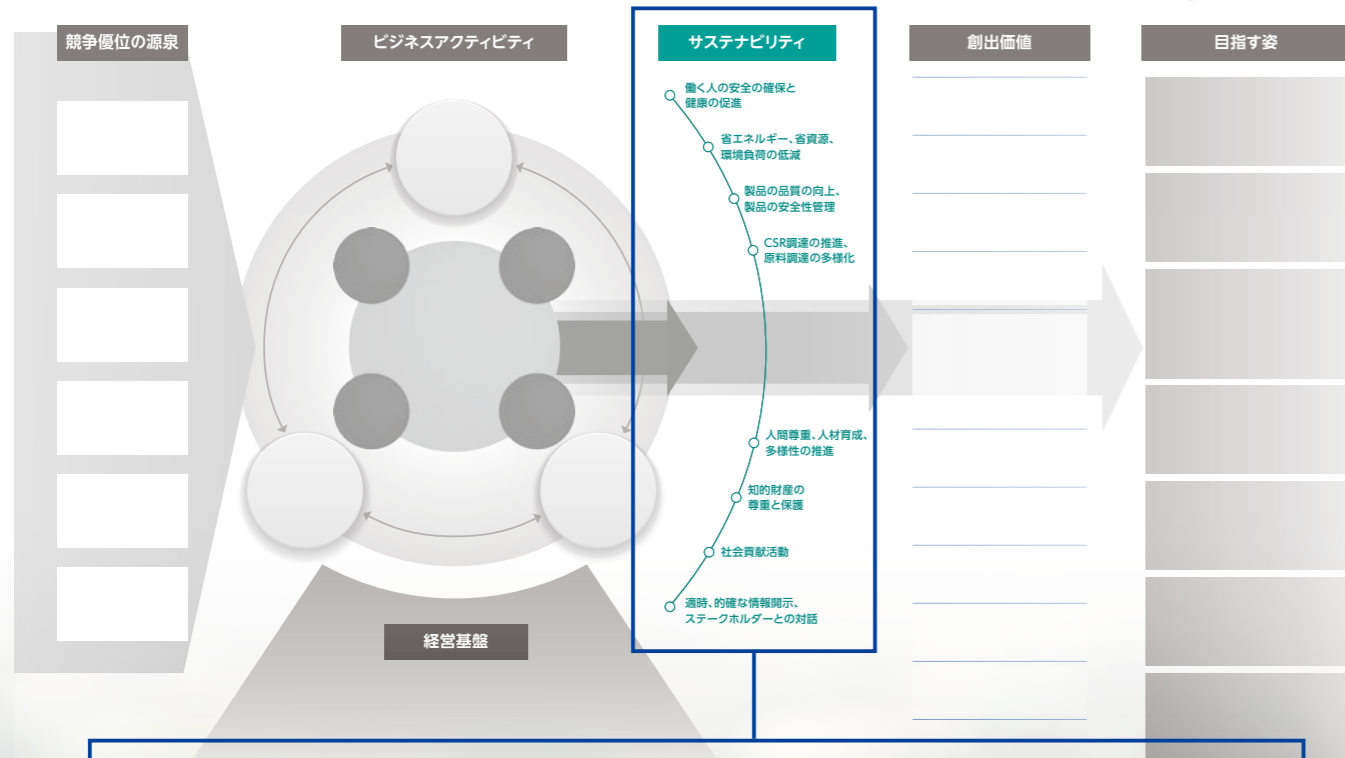 競争優位の源泉
ビジネスアクティビティ
サステナビリティ
創出価値
目指す姿
働く人の安全の確保と
健康の促進
省エネルギー、省資源、
環境負荷の低減
製品の品質の向上、
製品の安全性管理
CSR調達の推進、
原料調達の多様化
人間尊重、人材育成、
多様性の推進
知的財産の
尊重と保護
社会貢献活動
適時、的確な情報開示、
ステークホルダーとの対話
経営基盤